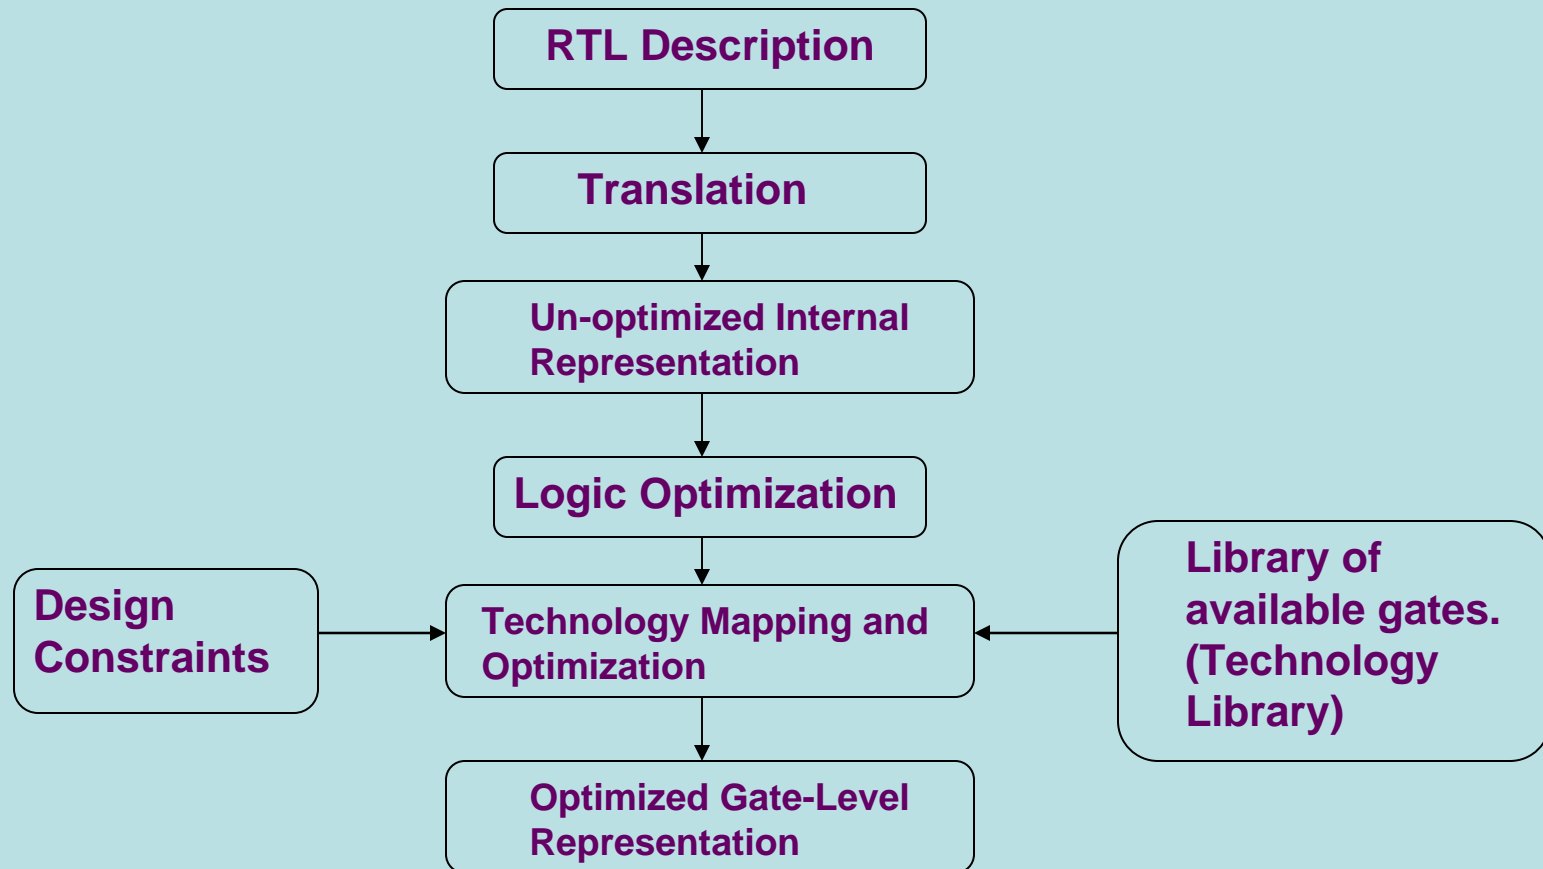 RTL Description
Translation
Un-optimized Internal
Representation
Logic Optimization
Design
Constraints
Technology Mapping and
Optimization
Library of
available gates.
(Technology
Library)
Optimized Gate-Level
Representation